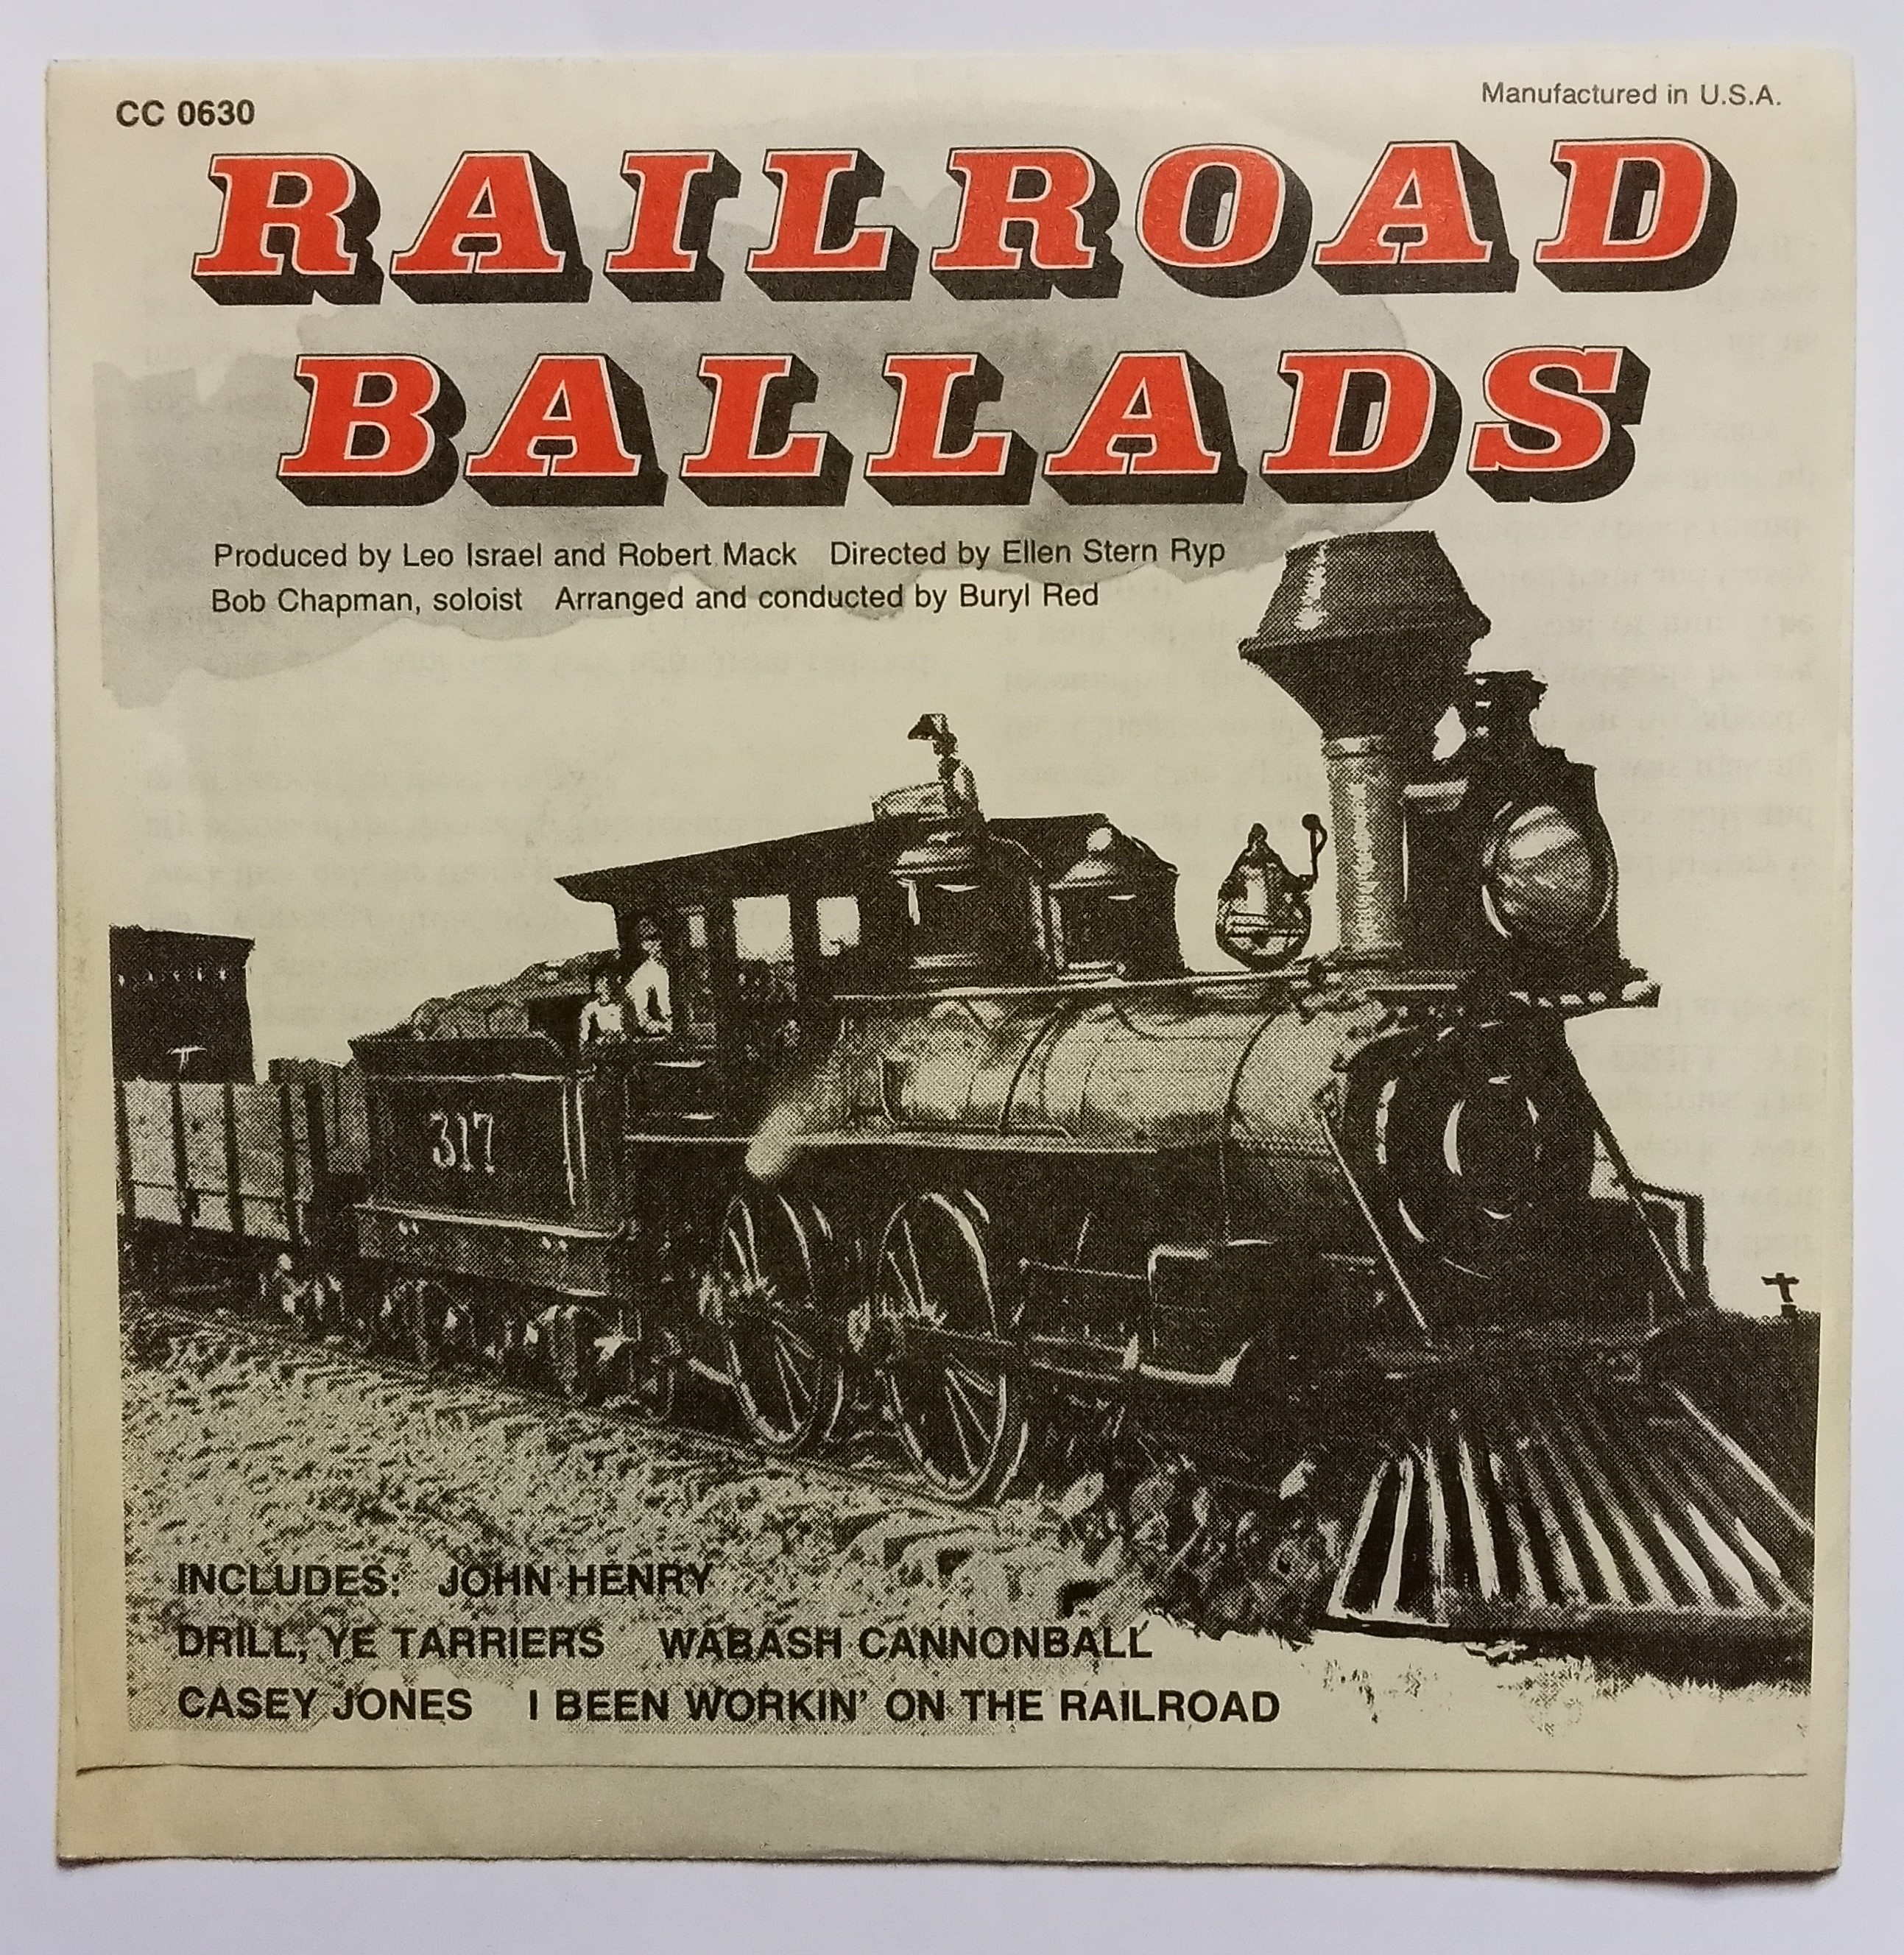 CC 0630
Manufactured in U.S.A.
RAILROAD
BALLADS
Produced by Leo Israel and Robert Mack Directed by Ellen Stern Ryp
Bob Chapman, soloist Arranged and conducted by Buryl Red
317
INCLUDES: JOHN HENRY
DRILL, YE TARRIERS WABASH CANNONBALL
CASEY JONES I BEEN WORKIN' ON THE RAILROAD